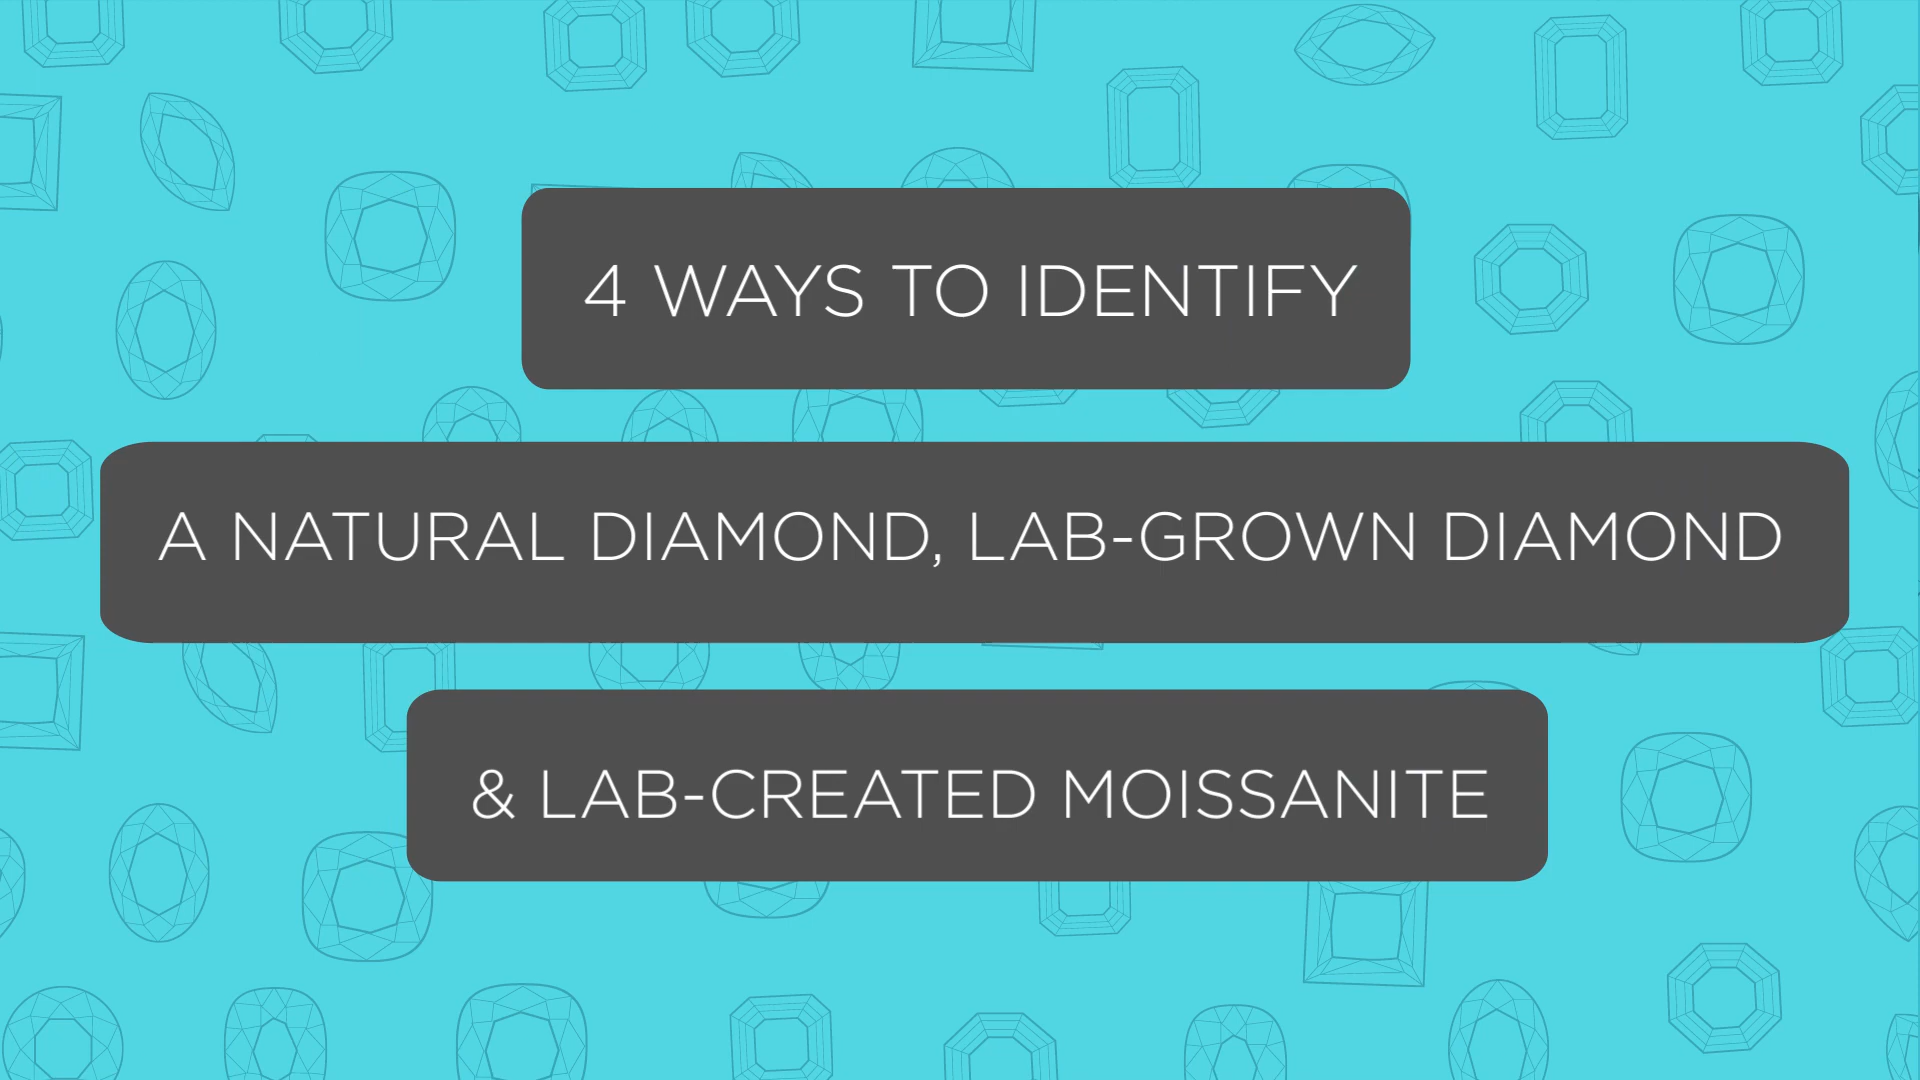 4 WAYS TO IDENTIFY
A NATURAL DIAMOND, LAB-GROWN DIAMOND
& LAB-CREATED MOISSANITE